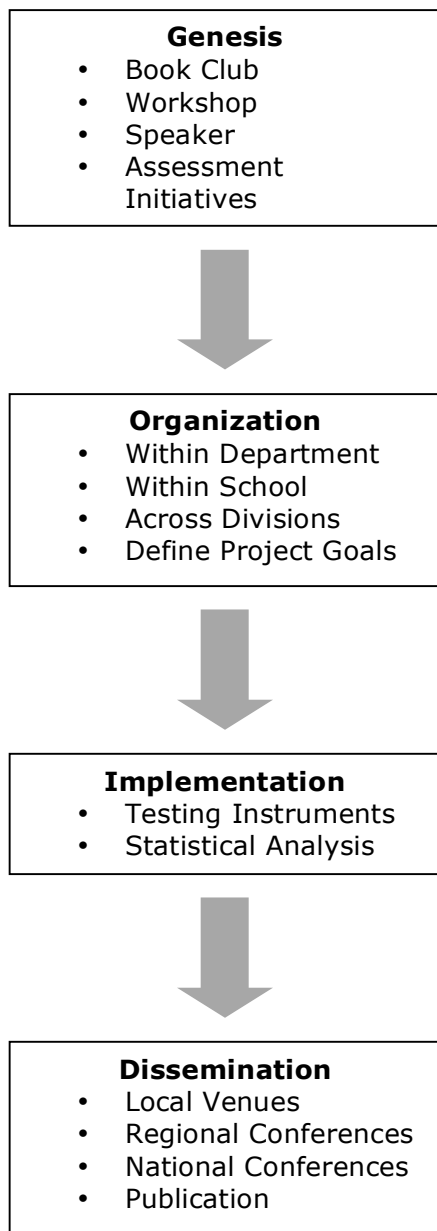 Genesis
• Book Club
• Workshop
• Speaker
• Assessment
Initiatives
Organization
• Within Department
• Within School
• Across Divisions
• Define Project Goals
Implementation
• Testing Instruments
• Statistical Analysis
Dissemination
• Local Venues
• Regional Conferences
• National Conferences
• Publication